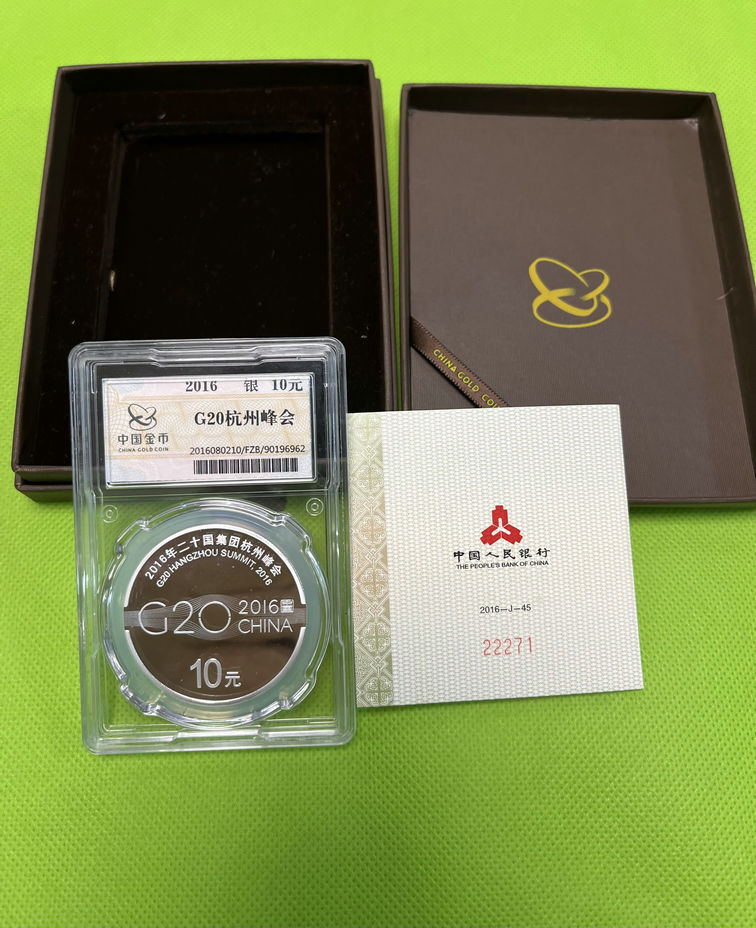 CHINA GOLD COIN
2016 银 10元
G20杭州峰会
中国金币
CHINA GOLD COIN
2016080210/FZB/90196962
2016年二十国集团杭州峰会
G20 HANGZHOU SUMMIT, 2016
G20 2016 CHINA
10元
中国人民银行
THE PEOPLE'S BANK OF CHINA
2016-J-45
22271